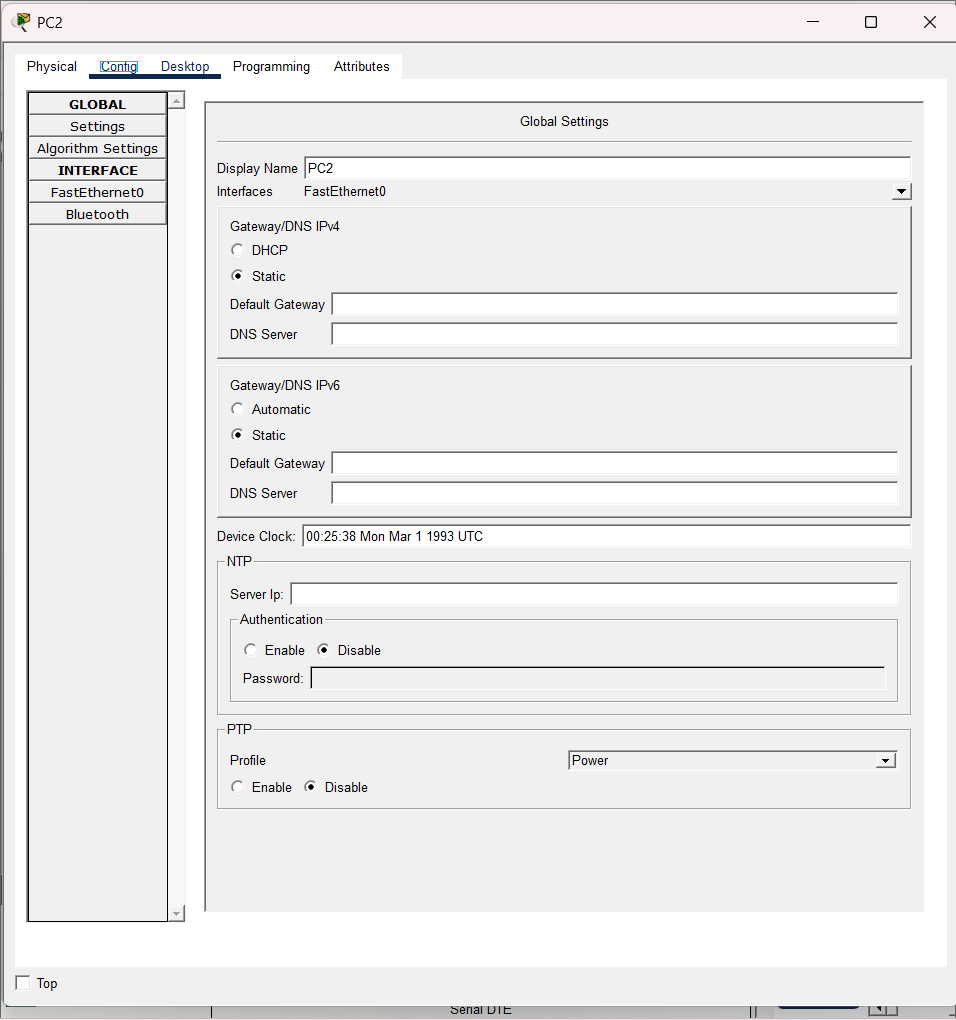 PC2
Physical Config Desktop Programming Attributes
GLOBAL
Settings
Algorithm Settings
INTERFACE
FastEthernet0
Bluetooth
Global Settings
Display Name PC2
Interfaces FastEthernet0
Gateway/DNS IPv4
DHCP
Static
Default Gateway
DNS Server
Gateway/DNS IPv6
Automatic
Static
Default Gateway
DNS Server
Device Clock: 00:25:38 Mon Mar 1 1993 UTC
NTP
Server Ip:
Authentication
Enable Disable
Password:
PTP
Profile Power
Enable Disable
Top
Serial DTE